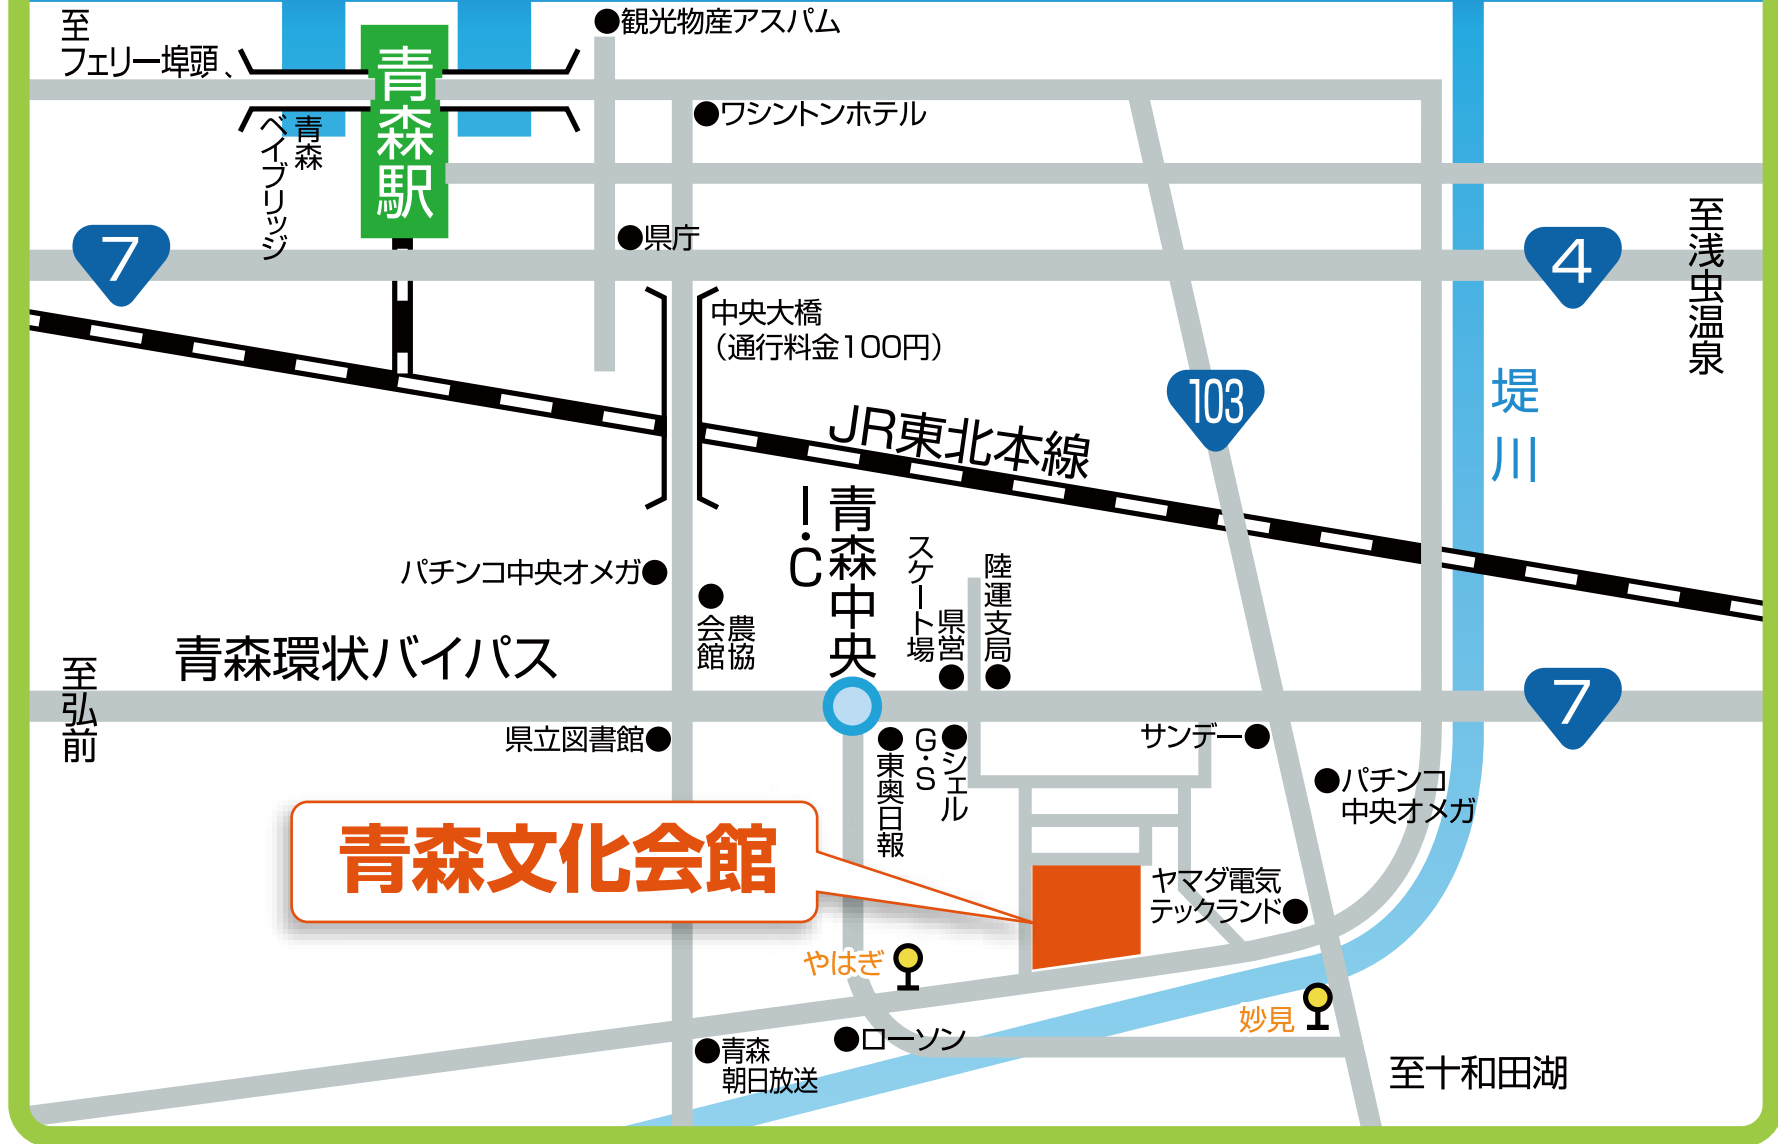 至
フェリー埠頭
青森駅
観光物産アスパム
ワシントンホテル
青森
ベイブリッジ
県庁
7
4
至浅虫温泉
中央大橋
（通行料金100円）
103
堤川
JR東北本線
青森中央
I・C
パチンコ中央オメガ
農協
会館
県営
スケート場
陸運支局
青森環状バイパス
至弘前
7
県立図書館
東奥日報
シェル
G・S
サンデー
パチンコ
中央オメガ
青森文化会館
ヤマダ電気
テックランド
やはぎ
妙見
ローソン
青森
朝日放送
至十和田湖